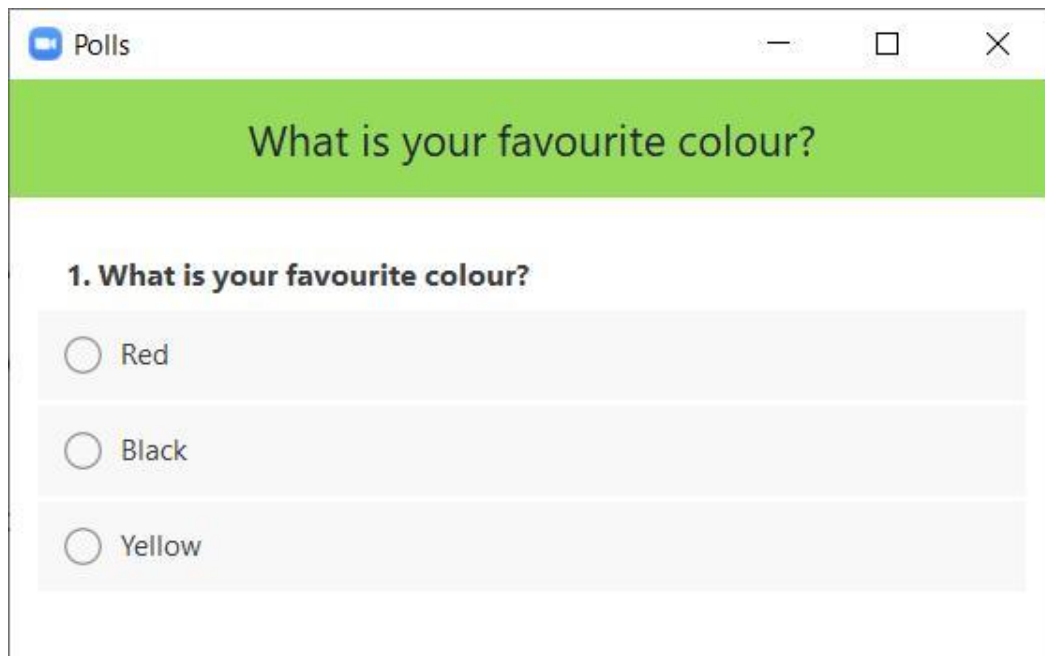 Polls
What is your favourite colour?
1. What is your favourite colour?
Red
Black
Yellow